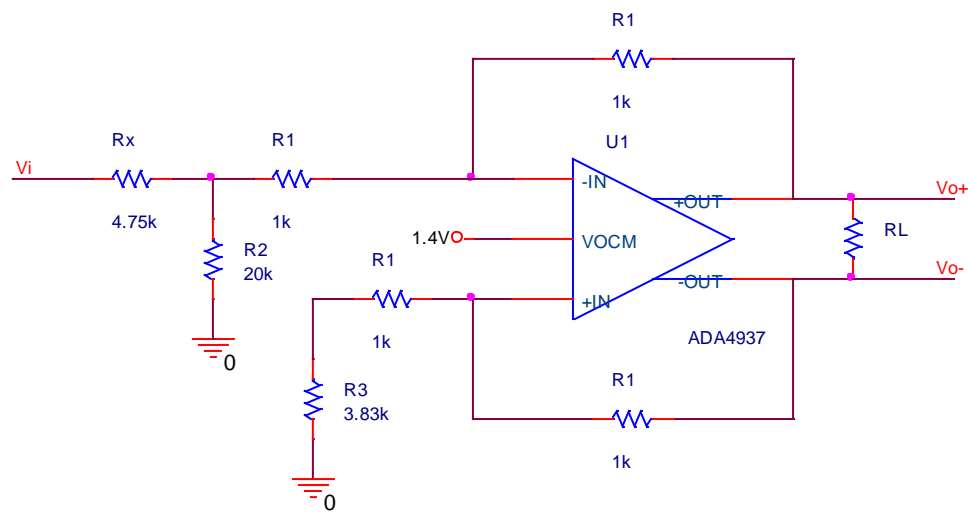 R1
1k
U1
Rx
R1
Vi
4.75k
1k
-IN
+OUT
Vo+
R2
20k
1.4V
VOCM
RL
R1
1k
+IN
-OUT
Vo-
ADA4937
0
R3
3.83k
R1
1k
0